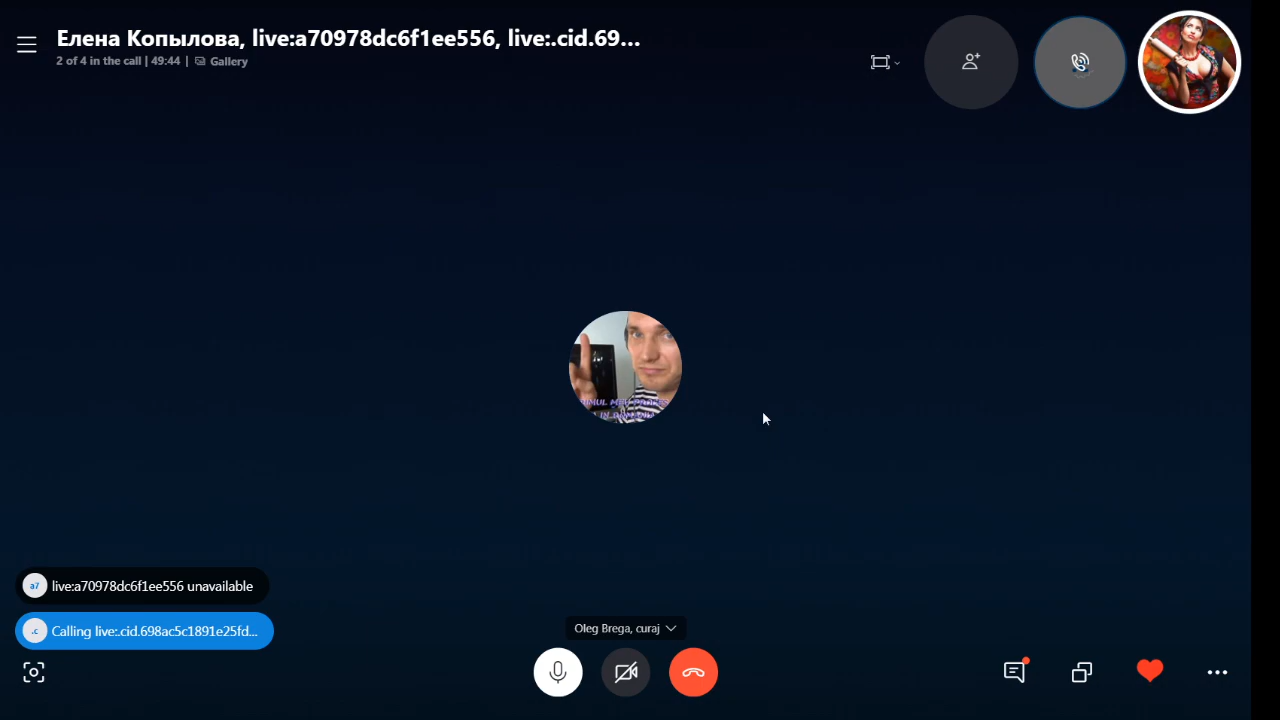 Елена Копылова, live:a70978dc6f1ee556, live:.cid.69...
2 of 4 in the call | 49:44 | Gallery
live:a70978dc6f1ee556 unavailable
a7
Calling live:.cid.698ac5c1891e25fd...
.c
Oleg Brega, curaj